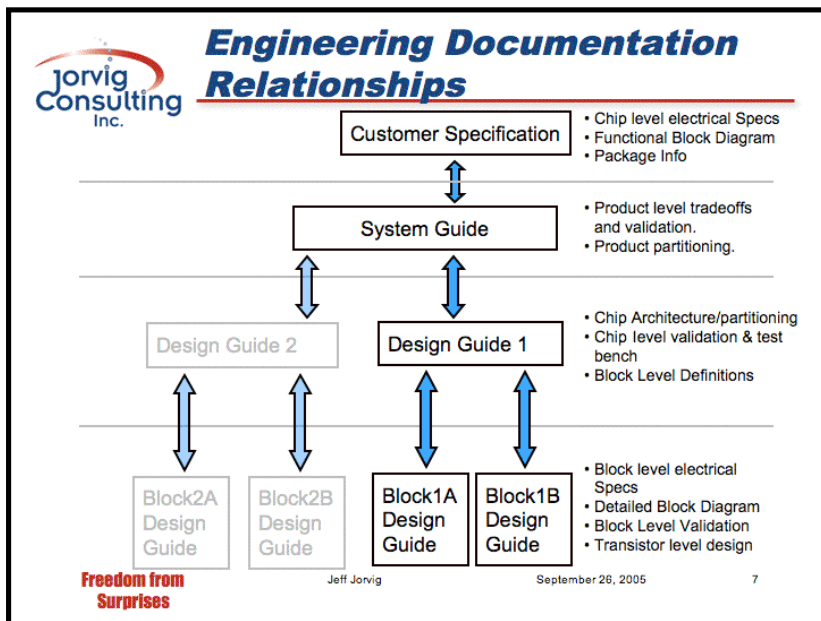 Jorvig
Consulting
Inc.
Engineering Documentation
Relationships
Customer Specification
• Chip level electrical Specs
• Functional Block Diagram
• Package Info
System Guide
• Product level tradeoffs
and validation.
• Product partitioning.
Design Guide 2
Design Guide 1
• Chip Architecture/partitioning
• Chip level validation & test
bench
• Block Level Definitions
Block2A
Design
Guide
Block2B
Design
Guide
Block1A
Design
Guide
Block1B
Design
Guide
• Block level electrical
Specs
• Detailed Block Diagram
• Block Level Validation
• Transistor level design
Freedom from
Surprises
Jeff Jorvig
September 26, 2005
7